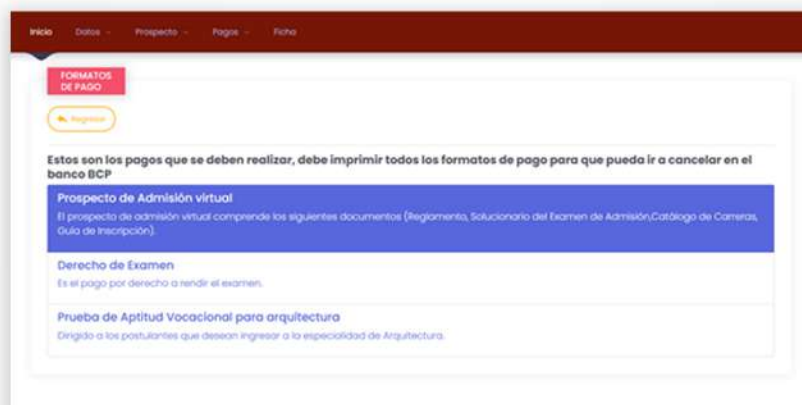 Inicio Datos Prospecto Pagos Ficha
FORMATOS
DE PAGO
Regresar
Estos son los pagos que se deben realizar, debe imprimir todos los formatos de pago para que pueda ir a cancelar en el
banco BCP
Prospecto de Admisión virtual
El prospecto de admisión virtual comprende los siguientes documentos (Reglamento, Solucionario del Examen de Admisión,Catálogo de Carreras,
Guía de Inscripción).
Derecho de Examen
Es el pago por derecho a rendir el examen.
Prueba de Aptitud Vocacional para arquitectura
Dirigido a los postulantes que desean ingresar a la especialidad de Arquitectura.